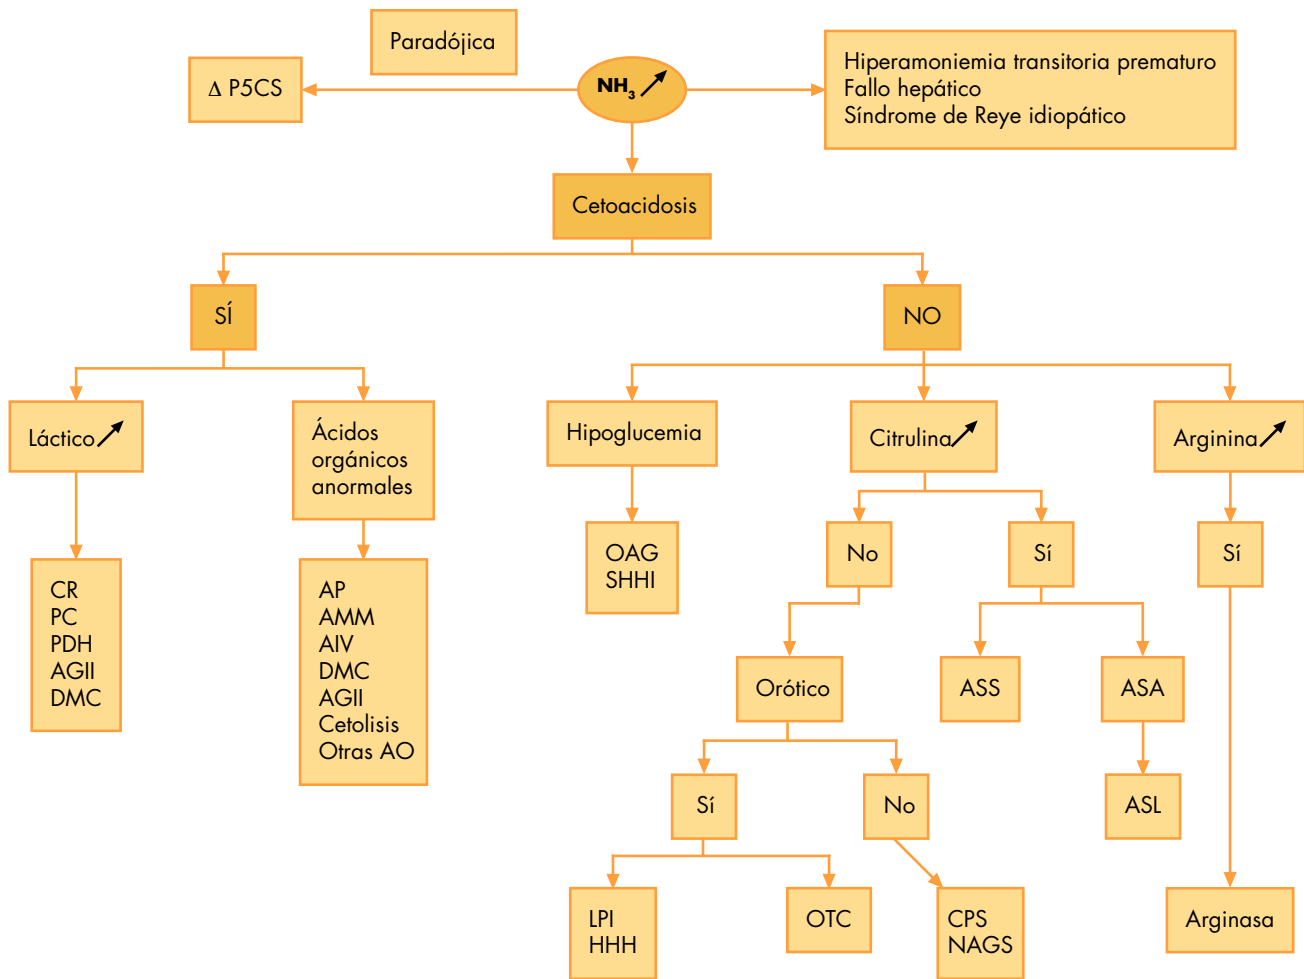 Paradójica
Δ P5CS
NH₃
Hiperamoniemia transitoria prematuro
Fallo hepático
Síndrome de Reye idiopático
Cetoacidosis
SÍ
NO
Láctico
Ácidos
orgánicos
anormales
Hipoglucemia
Citrulina
Arginina
CR
PC
PDH
AGII
DMC
AP
AMM
AIV
DMC
AGII
Cetolisis
Otras AO
OAG
SHHI
No
Sí
Sí
Orótico
ASS
ASA
Sí
No
ASL
LPI
HHH
OTC
CPS
NAGS
Arginasa